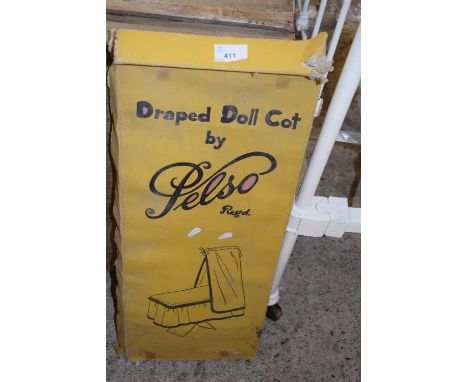 411
Draped Doll Cot
by
Pelso
Regd.